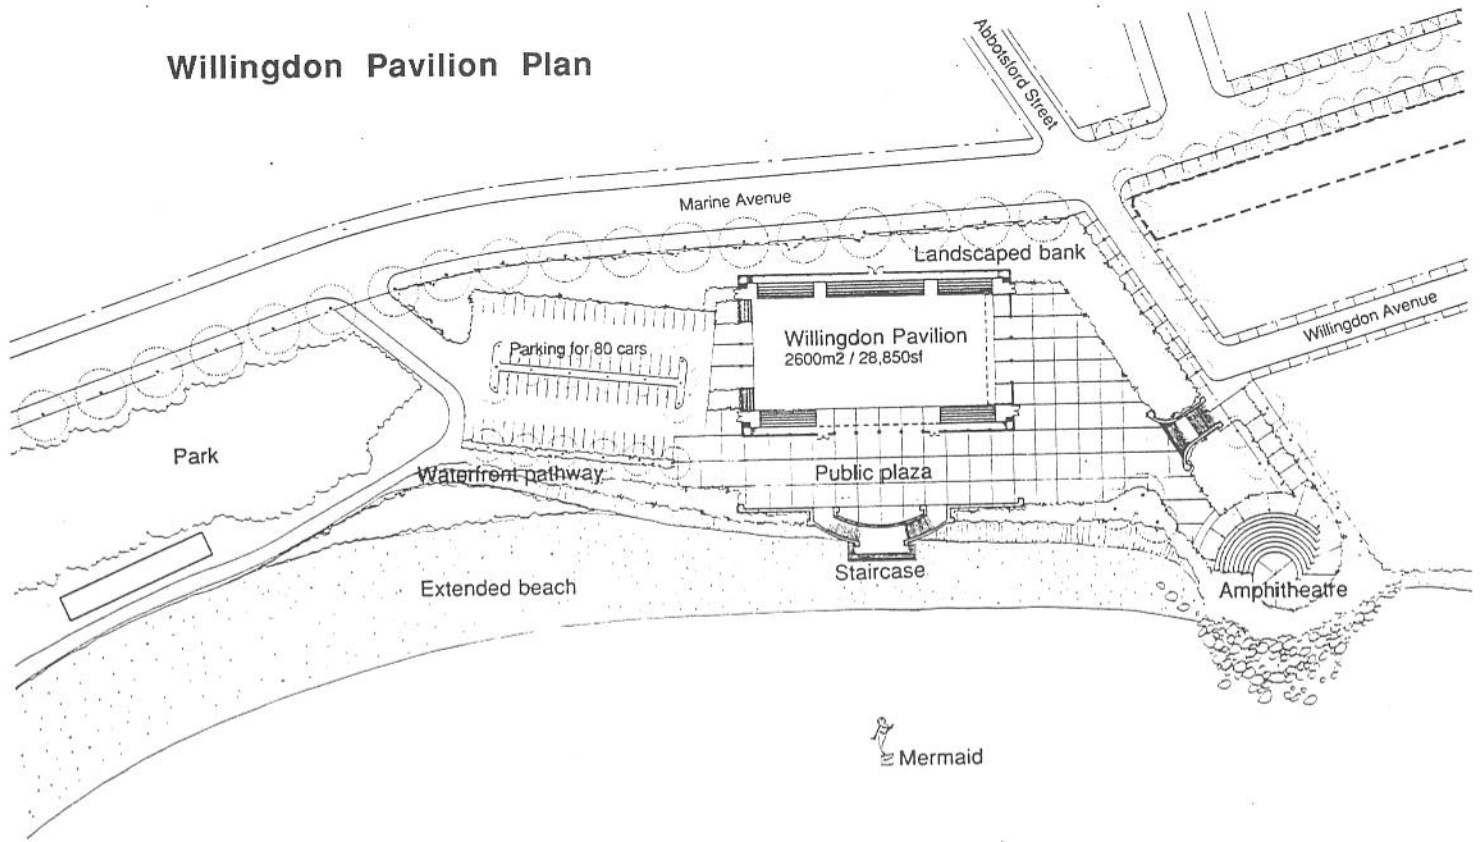 Willingdon Pavilion Plan
Abbotsford Street
Marine Avenue
Landscaped bank
Willingdon Avenue
Willingdon Pavilion
2600m2 / 28,850sf
Parking for 80 cars
Park
Waterfront pathway
Public plaza
Staircase
Extended beach
Amphitheatre
Mermaid